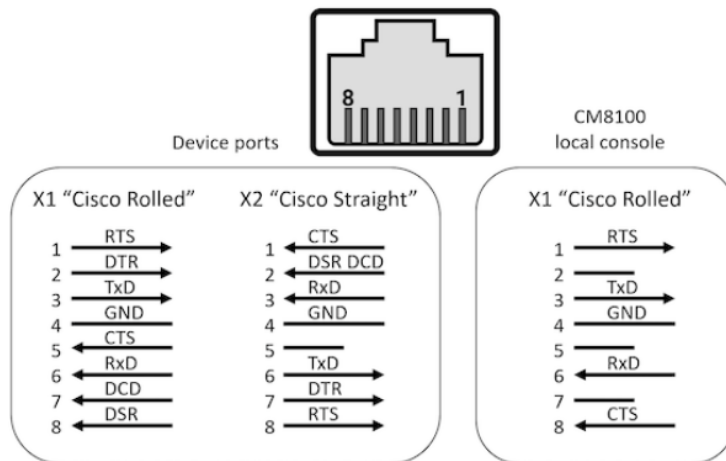 8 1
CM8100
Device ports
local console
X1 “Cisco Rolled”
1 RTS
2 DTR
3 TxD
4 GND
5 CTS
6 RxD
7 DCD
8 DSR
X2 “Cisco Straight”
1 CTS
2 DSR DCD
3 RxD
4 GND
5
6 TxD
7 DTR
8 RTS
X1 “Cisco Rolled”
1 RTS
2
3 TxD
4 GND
5
6 RxD
7
8 CTS